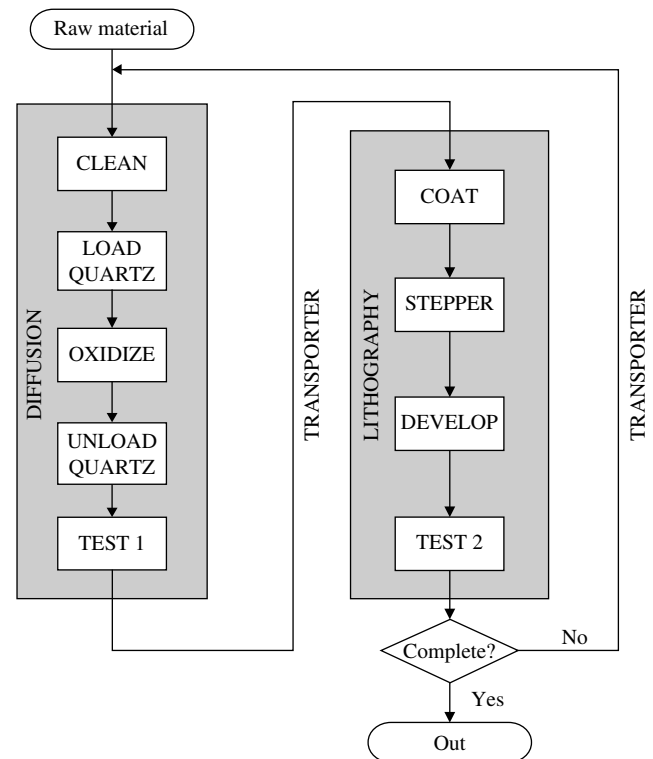 Raw material
DIFFUSION
CLEAN
LOAD
QUARTZ
OXIDIZE
UNLOAD
QUARTZ
TEST 1
TRANSPORTER
LITHOGRAPHY
COAT
STEPPER
DEVELOP
TEST 2
Complete?
No
Yes
Out
TRANSPORTER